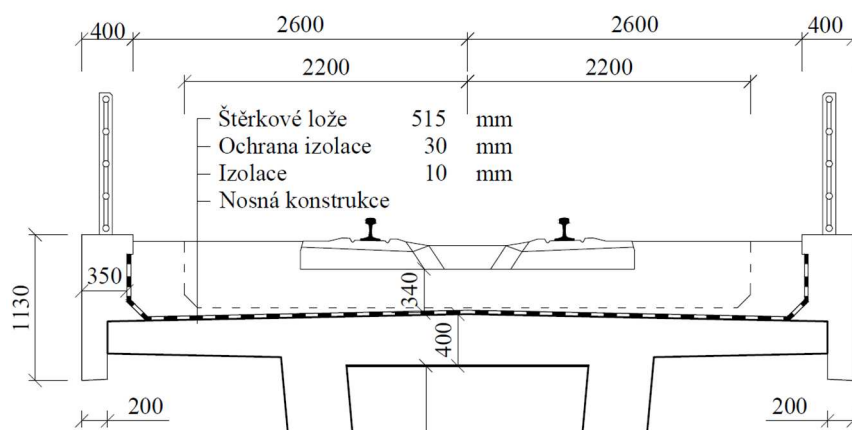 400 2600 2600 400
2200 2200
Štěrkové lože 515 mm
Ochrana izolace 30 mm
Izolace 10 mm
Nosná konstrukce
350
340
1130
400
200 200